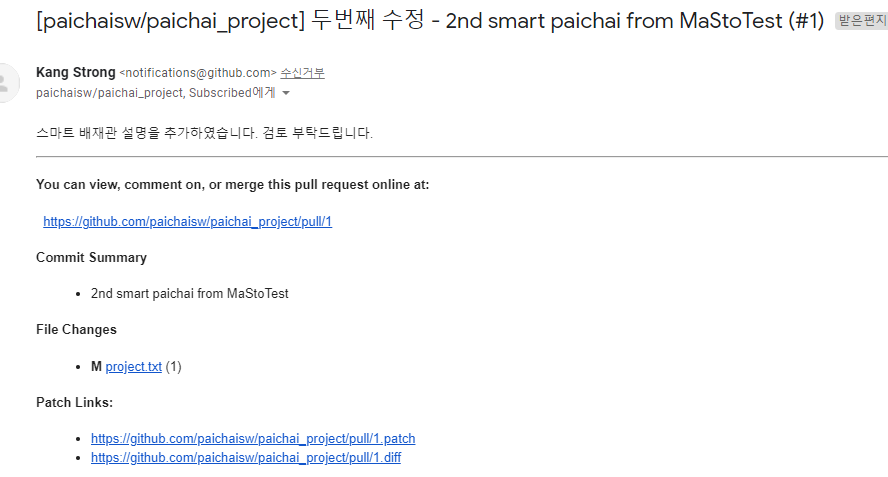 [paichaisw/paichai_project] 두번째 수정 - 2nd smart paichai from MaStoTest (#1) 받은편지
Kang Strong <notifications@github.com> 수신거부
paichaisw/paichai_project, Subscribed에게
스마트 배재관 설명을 추가하였습니다. 검토 부탁드립니다.
You can view, comment on, or merge this pull request online at:
https://github.com/paichaisw/paichai_project/pull/1
Commit Summary
• 2nd smart paichai from MaStoTest
File Changes
• M project.txt (1)
Patch Links:
• https://github.com/paichaisw/paichai_project/pull/1.patch
• https://github.com/paichaisw/paichai_project/pull/1.diff